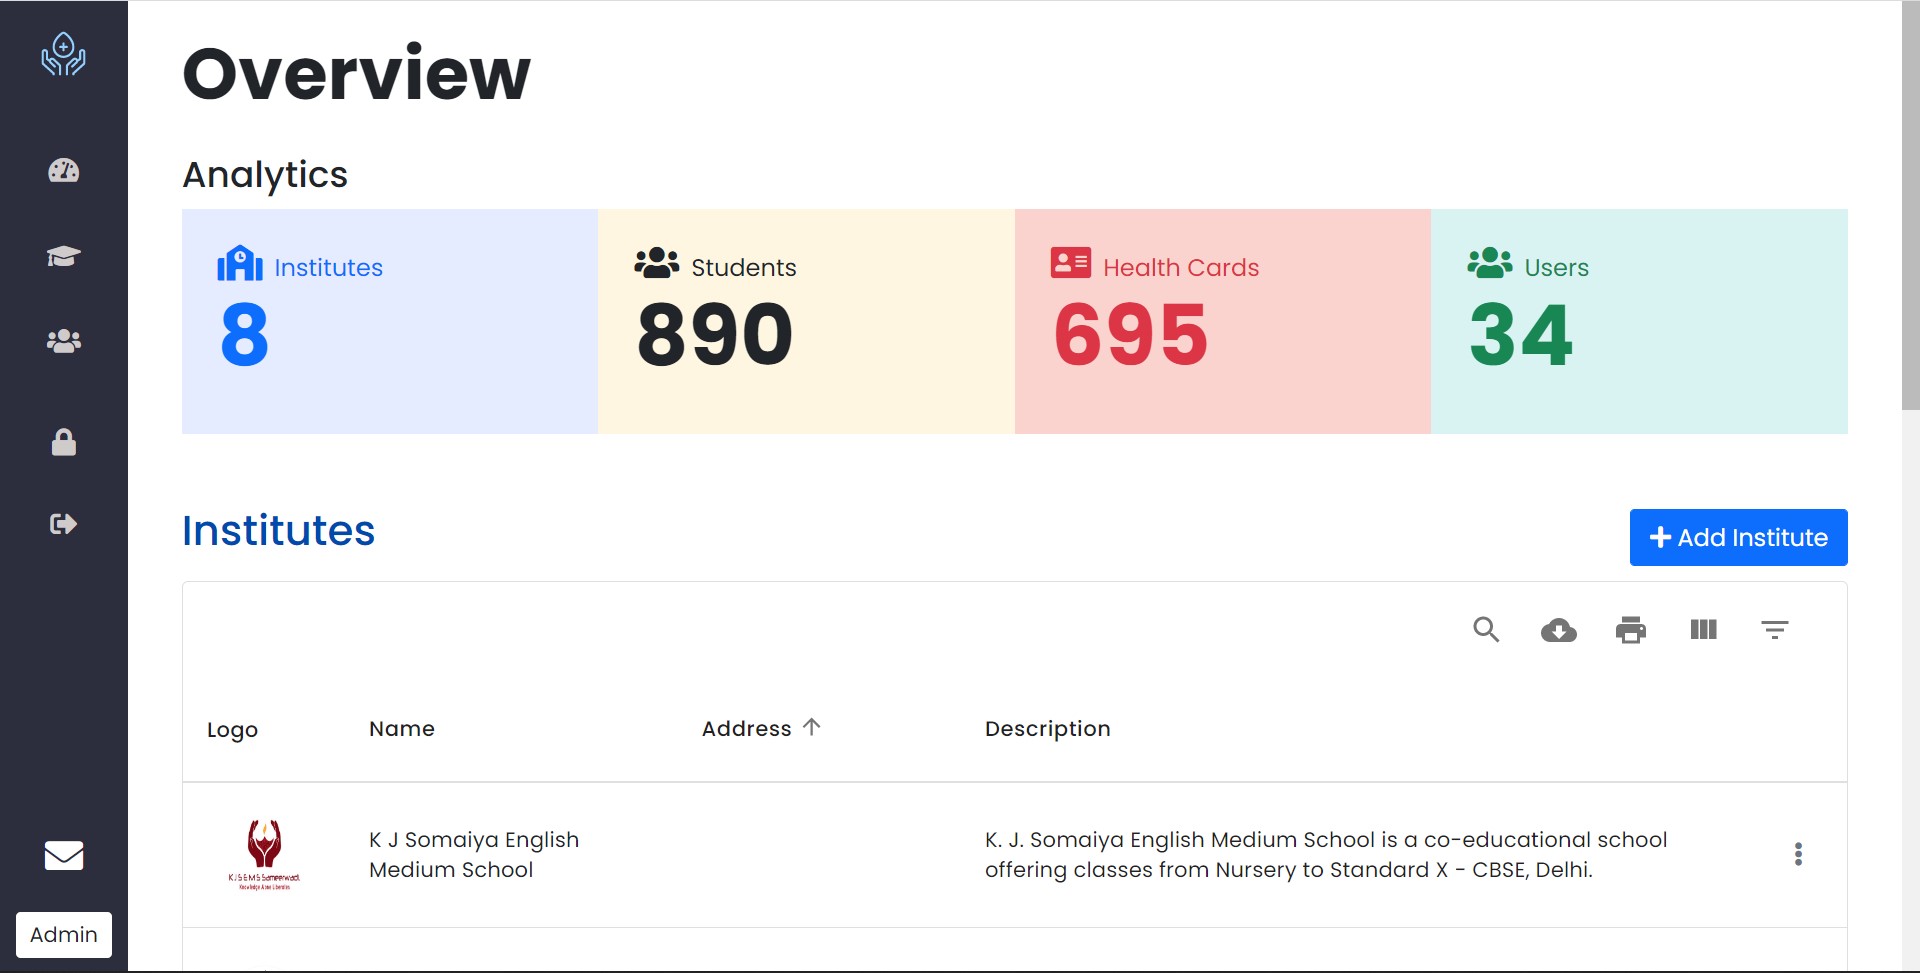 Overview
Analytics
Institutes
8
Students
890
Health Cards
695
Users
34
Institutes
Add Institute
Logo
Name
Address
Description
K J S E M S Sameerwadi
K J Somaiya English
Medium School
K. J. Somaiya English Medium School is a co-educational school
offering classes from Nursery to Standard X - CBSE, Delhi.
Admin